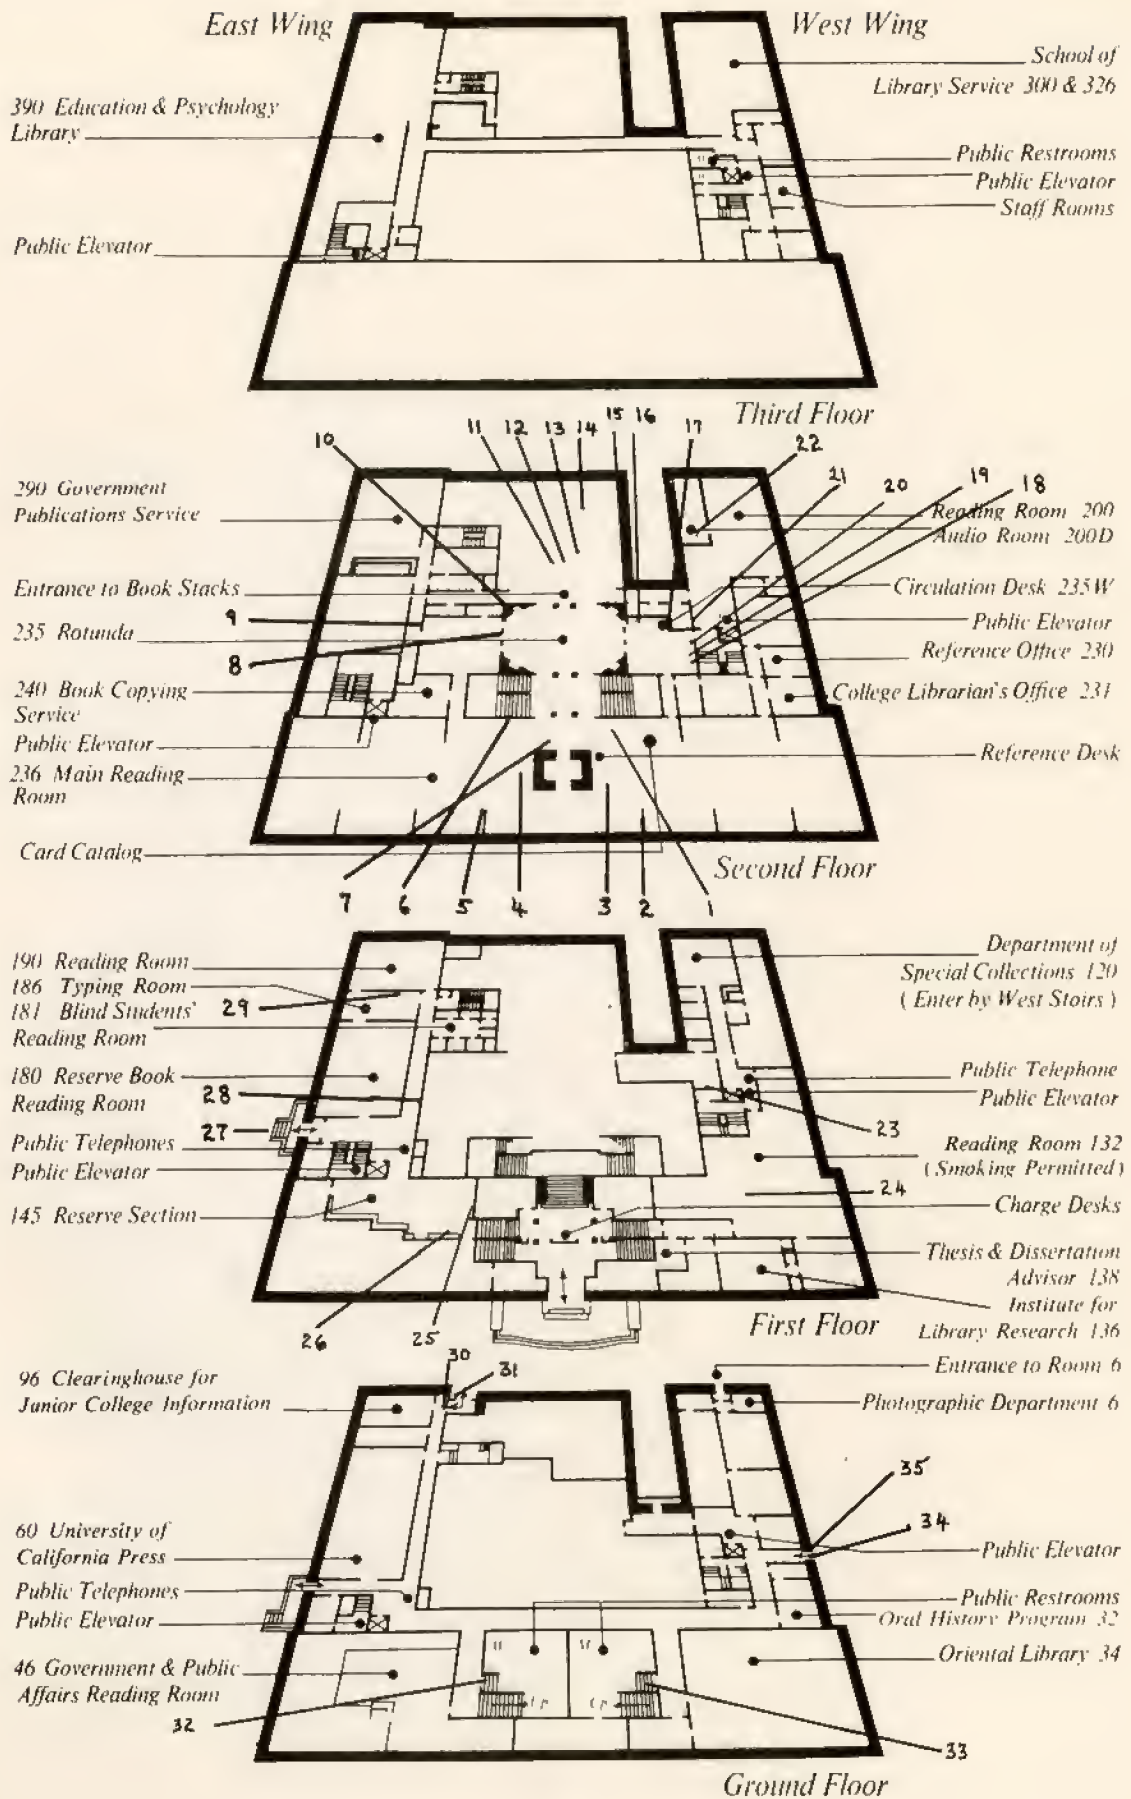 East Wing
West Wing
School of
Library Service 300 & 326
390 Education & Psychology
Library
Public Restrooms
Public Elevator
Staff Rooms
Public Elevator
Third Floor
10
11
12
13
14
15
16
17
22
21
20
19
18
290 Government
Publications Service
Reading Room 200
Audio Room 200D
Entrance to Book Stacks
Circulation Desk 235W
9
235 Rotunda
Public Elevator
8
Reference Office 230
240 Book Copying
Service
College Librarian's Office 231
Public Elevator
Reference Desk
236 Main Reading
Room
Card Catalog
Second Floor
7
6
5
4
3
2
1
190 Reading Room
186 Typing Room
181 Blind Students'
Reading Room
29
Department of
Special Collections 120
( Enter by West Stairs )
180 Reserve Book
Reading Room
28
Public Telephone
Public Elevator
27
23
Public Telephones
Public Elevator
Reading Room 132
( Smoking Permitted )
24
145 Reserve Section
Charge Desks
Thesis & Dissertation
Advisor 138
26
25
First Floor
Institute for
Library Research 136
30
31
96 Clearinghouse for
Junior College Information
Entrance to Room 6
Photographic Department 6
35
34
60 University of
California Press
Public Elevator
Public Telephones
Public Elevator
Public Restrooms
Oral History Program 32
46 Government & Public
Affairs Reading Room
Oriental Library 34
32
33
Ground Floor